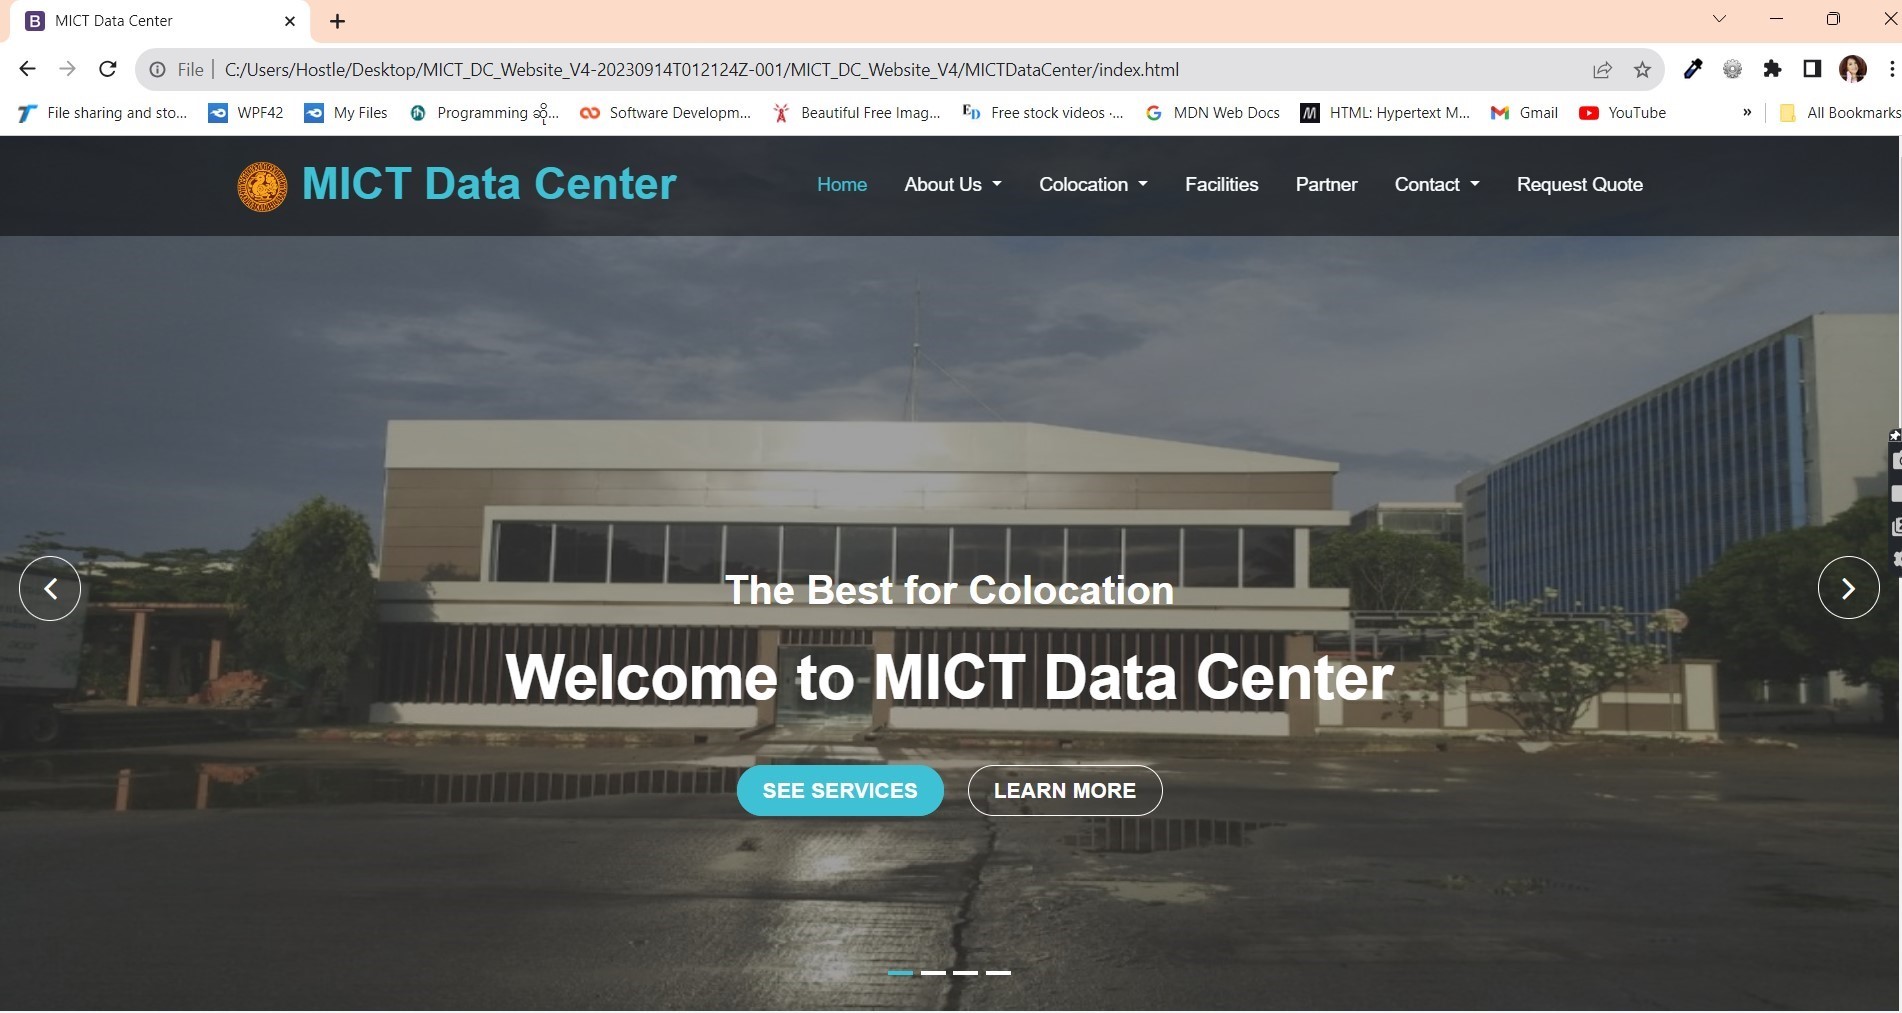 MICT Data Center
File
C:/Users/Hostle/Desktop/MICT_DC_Website_V4-20230914T012124Z-001/MICT_DC_Website_V4/MICTDataCenter/index.html
File sharing and sto... WPF42 My Files Programming ဆို... Software Developm... Beautiful Free Imag... Free stock videos ·... MDN Web Docs HTML: Hypertext M... Gmail YouTube » All Bookmarks
MICT Data Center
Home About Us Colocation Facilities Partner Contact Request Quote
The Best for Colocation
Welcome to MICT Data Center
SEE SERVICES LEARN MORE